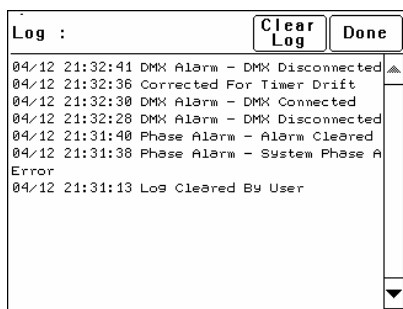 Log :
Clear
Log
Done
04/12 21:32:41 DMX Alarm - DMX Disconnected
04/12 21:32:36 Corrected For Timer Drift
04/12 21:32:30 DMX Alarm - DMX Connected
04/12 21:32:28 DMX Alarm - DMX Disconnected
04/12 21:31:40 Phase Alarm - Alarm Cleared
04/12 21:31:38 Phase Alarm - System Phase A
Error
04/12 21:31:13 Log Cleared By User